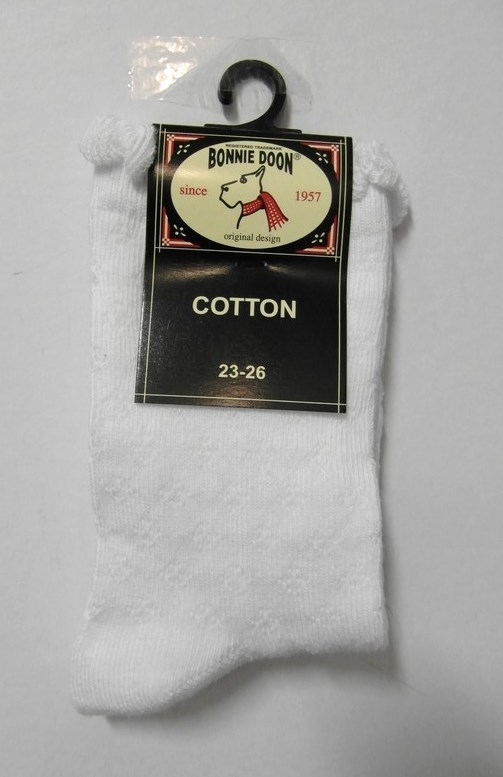 REGISTERED TRADEMARK
BONNIE DOON®
since 1957
original design
COTTON
23-26